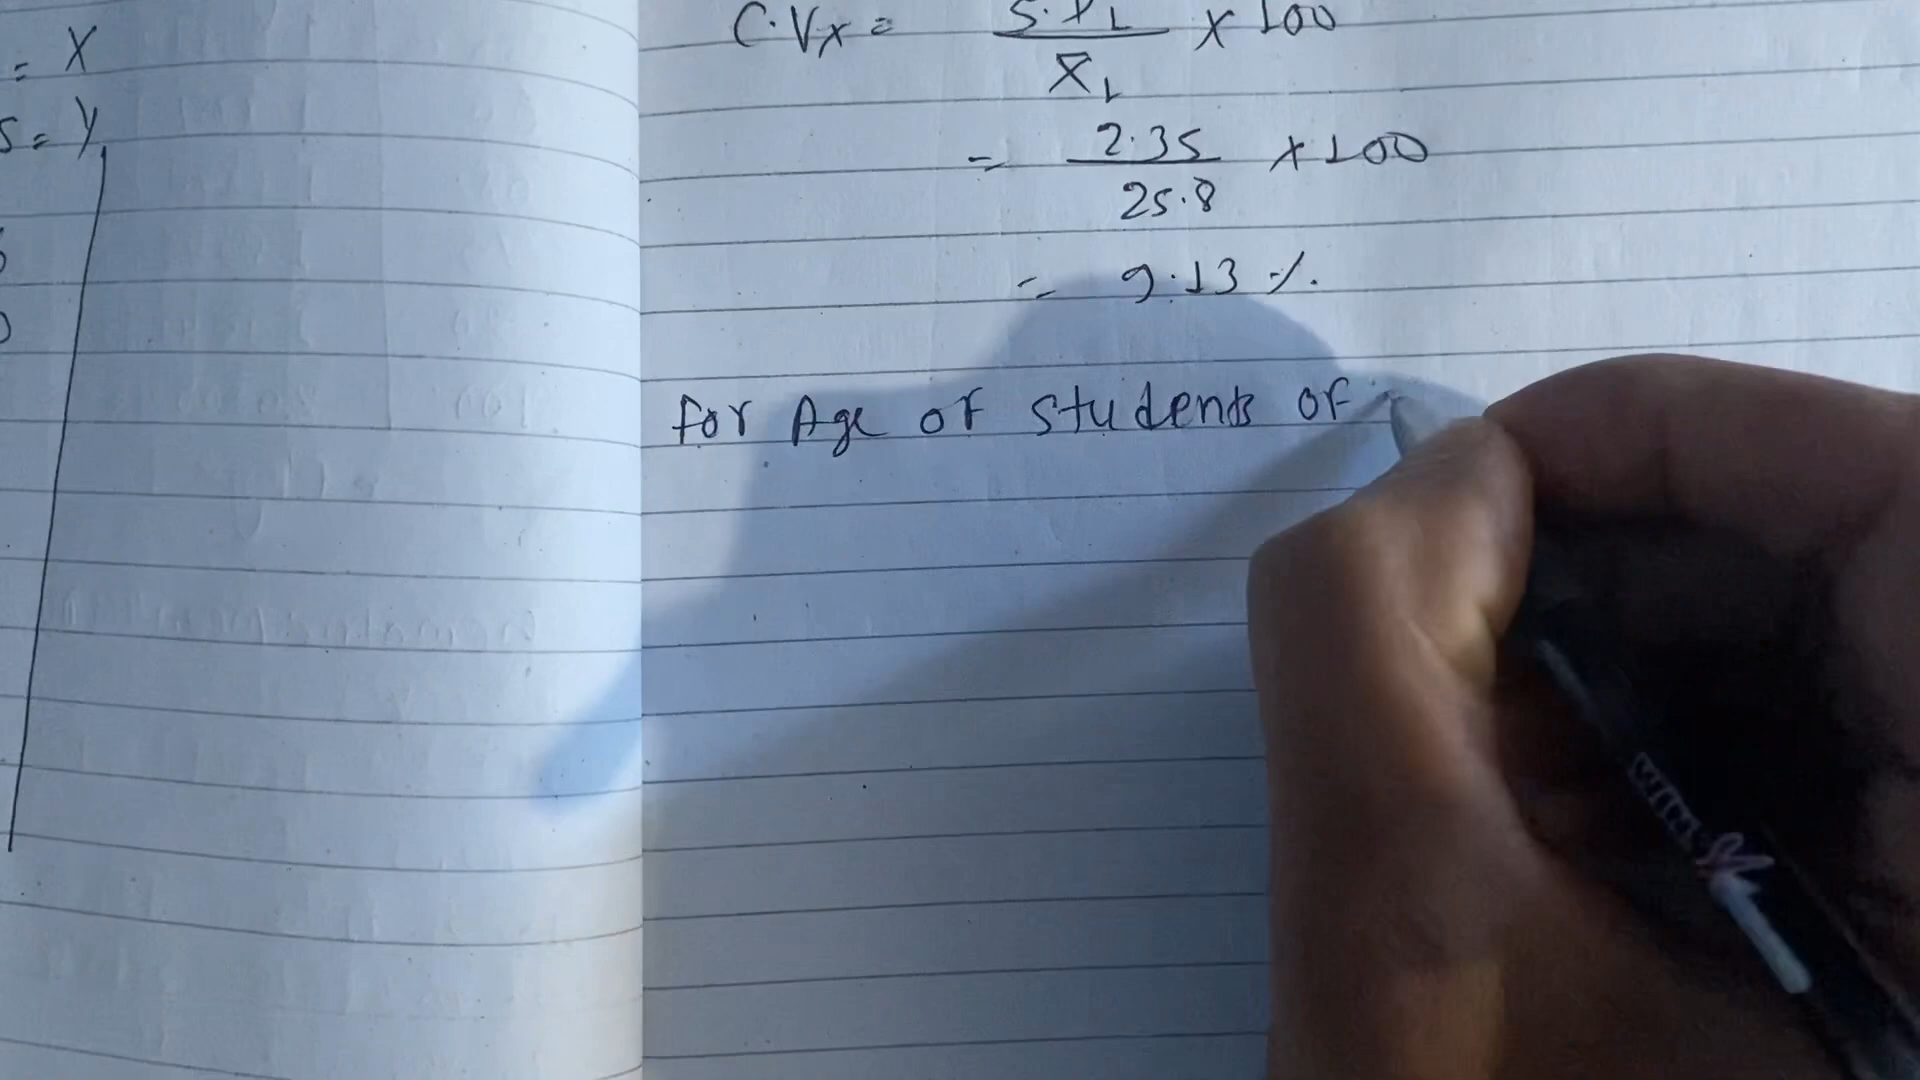 = X
S = Y
C.Vx = S.D1 / X̄1 × 100
= 2.35 / 25.8 × 100
= 9.13 %.
For Age of students of